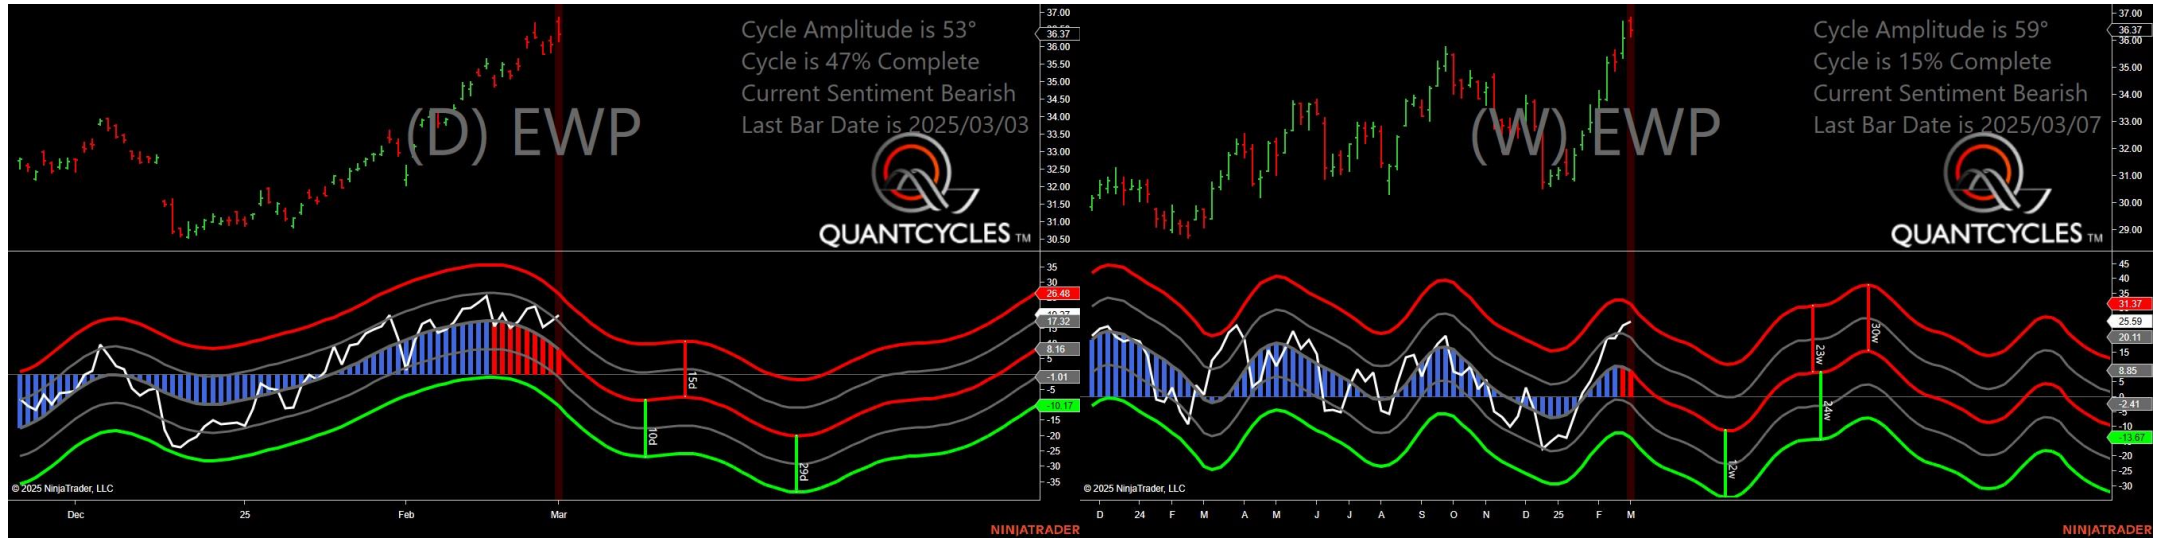 Cycle Amplitude is 53°
Cycle is 47% Complete
Current Sentiment Bearish
Last Bar Date is 2025/03/03
(D) EWP
QUANTCYCLES TM
37.00
36.37
36.00
35.50
35.00
34.50
34.00
33.50
33.00
32.50
32.00
31.50
31.00
30.50
35
30
26.48
17.32
15
8.16
-1.01
-5
-10.17
-15
-20
-25
-30
-35
15d
10d
29d
© 2025 NinjaTrader, LLC
Dec 25 Feb Mar
NINJATRADER
Cycle Amplitude is 59°
Cycle is 15% Complete
Current Sentiment Bearish
Last Bar Date is 2025/03/07
(W) EWP
QUANTCYCLES TM
37.00
36.37
36.00
35.00
34.00
33.00
32.00
31.00
30.00
29.00
45
40
35
31.37
25.59
20.11
15
8.85
5
-2.41
-10
-13.67
-20
-25
-30
23w
30w
24w
12w
© 2025 NinjaTrader, LLC
D 24 F M A M J J A S O N D 25 F M
NINJATRADER